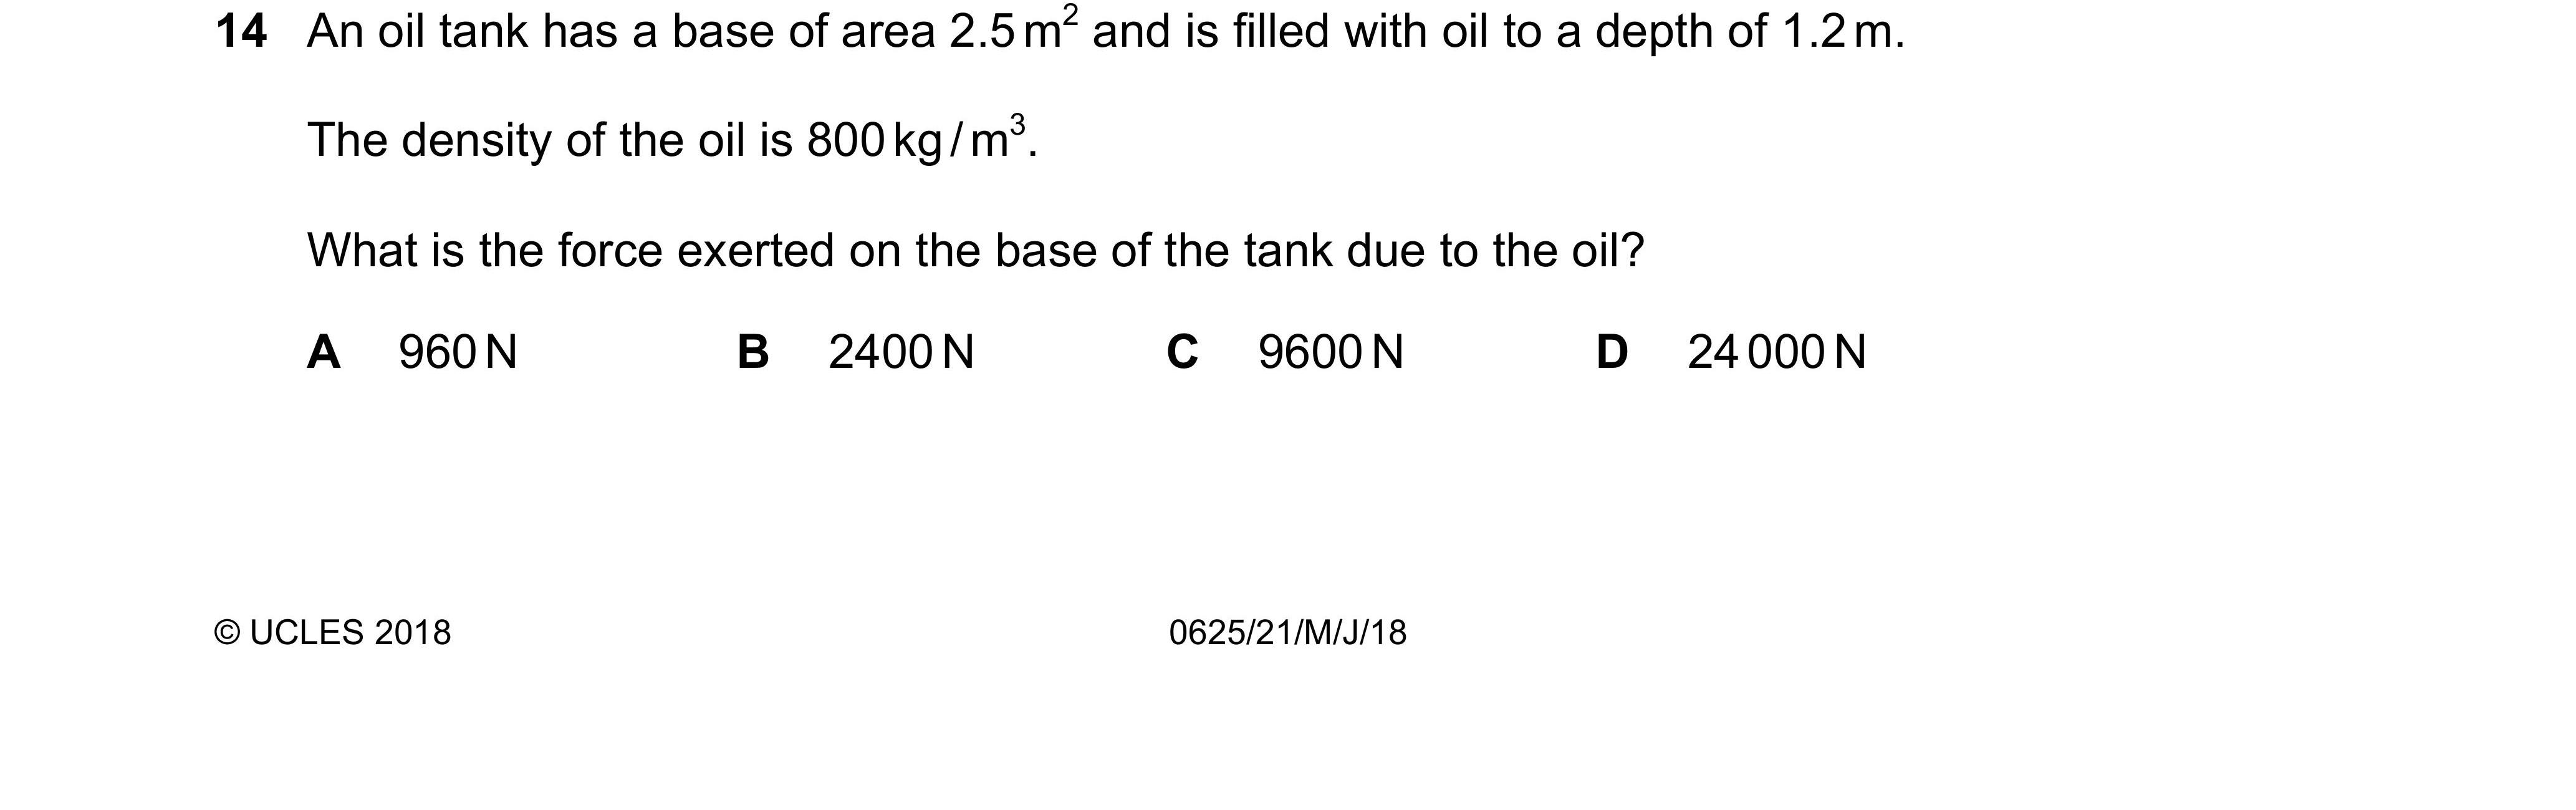 14 An oil tank has a base of area 2.5 m² and is filled with oil to a depth of 1.2 m.
The density of the oil is 800 kg / m³.
What is the force exerted on the base of the tank due to the oil?
A 960 N B 2400 N C 9600 N D 24 000 N
© UCLES 2018 0625/21/M/J/18